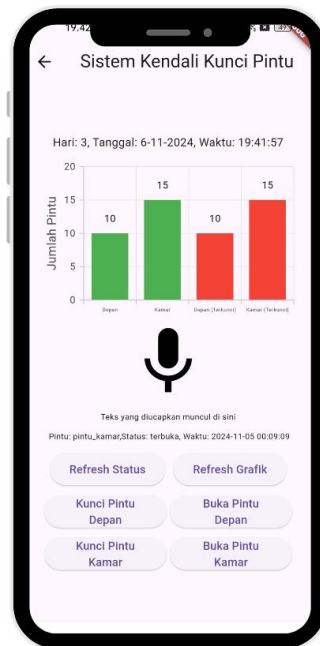 19.42
Sistem Kendali Kunci Pintu
Hari: 3, Tanggal: 6-11-2024, Waktu: 19:41:57
Jumlah Pintu
20
15
10
5
0
10
15
10
15
Depan
Kamar
Depan (Terkunci)
Kamar (Terkunci)
Teks yang diucapkan muncul di sini
Pintu: pintu_kamar,Status: terbuka, Waktu: 2024-11-05 00:09:09
Refresh Status
Refresh Grafik
Kunci Pintu
Depan
Buka Pintu
Depan
Kunci Pintu
Kamar
Buka Pintu
Kamar